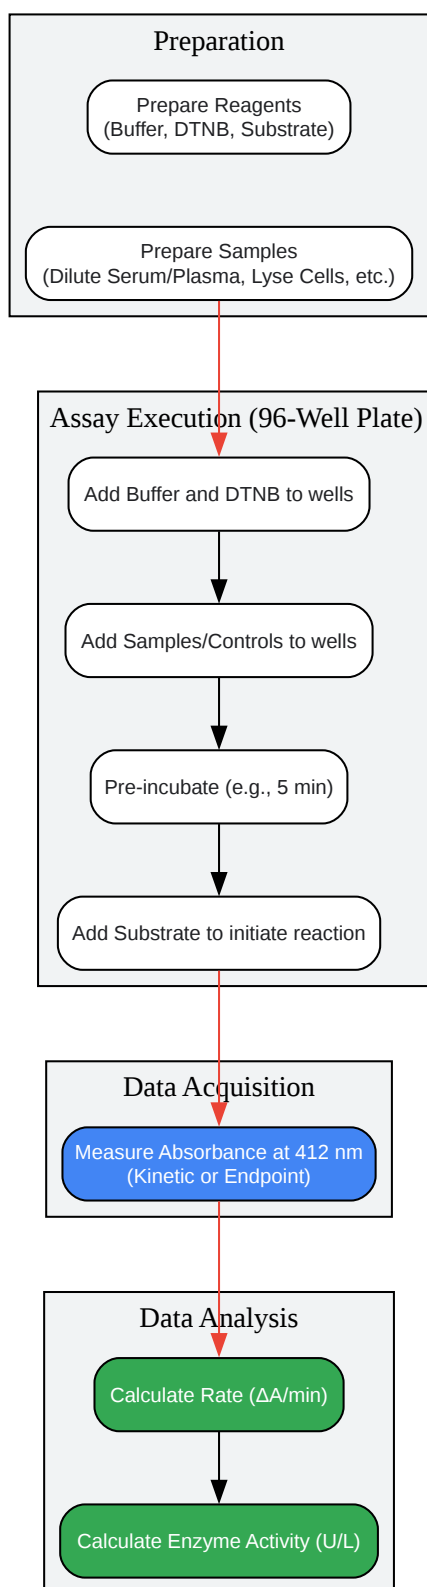 Preparation
Prepare Reagents
(Buffer, DTNB, Substrate)
Prepare Samples
(Dilute Serum/Plasma, Lyse Cells, etc.)
Assay Execution (96-Well Plate)
Add Buffer and DTNB to wells
Add Samples/Controls to wells
Pre-incubate (e.g., 5 min)
Add Substrate to initiate reaction
Data Acquisition
Measure Absorbance at 412 nm
(Kinetic or Endpoint)
Data Analysis
Calculate Rate (ΔA/min)
Calculate Enzyme Activity (U/L)